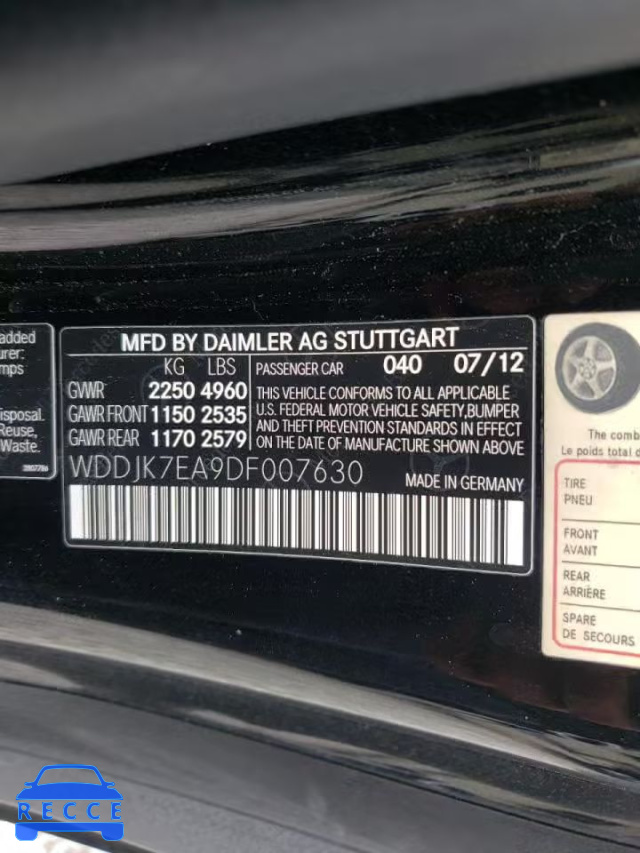 added
urer:
mps
disposal.
Reuse,
Waste.
MFD BY DAIMLER AG STUTTGART
KG LBS
GVWR 2250 4960
GAWR FRONT 1150 2535
GAWR REAR 1170 2579
PASSENGER CAR 040 07/12
THIS VEHICLE CONFORMS TO ALL APPLICABLE
U.S. FEDERAL MOTOR VEHICLE SAFETY,BUMPER
AND THEFT PREVENTION STANDARDS IN EFFECT
ON THE DATE OF MANUFACTURE SHOWN ABOVE
WDDJK7EA9DF007630
MADE IN GERMANY
The comb
Le poids total d
TIRE
PNEU
FRONT
AVANT
REAR
ARRIÈRE
SPARE
DE SECOURS
RECCE